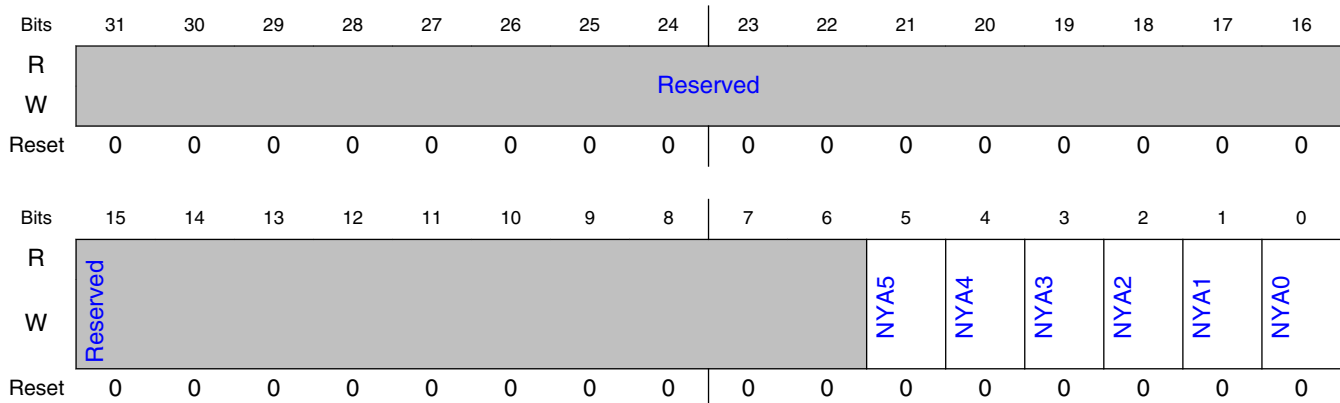 Bits 31 30 29 28 27 26 25 24 23 22 21 20 19 18 17 16
R
Reserved
W
Reset 0 0 0 0 0 0 0 0 0 0 0 0 0 0 0 0
Bits 15 14 13 12 11 10 9 8 7 6 5 4 3 2 1 0
R
Reserved NYA5 NYA4 NYA3 NYA2 NYA1 NYA0
W
Reset 0 0 0 0 0 0 0 0 0 0 0 0 0 0 0 0